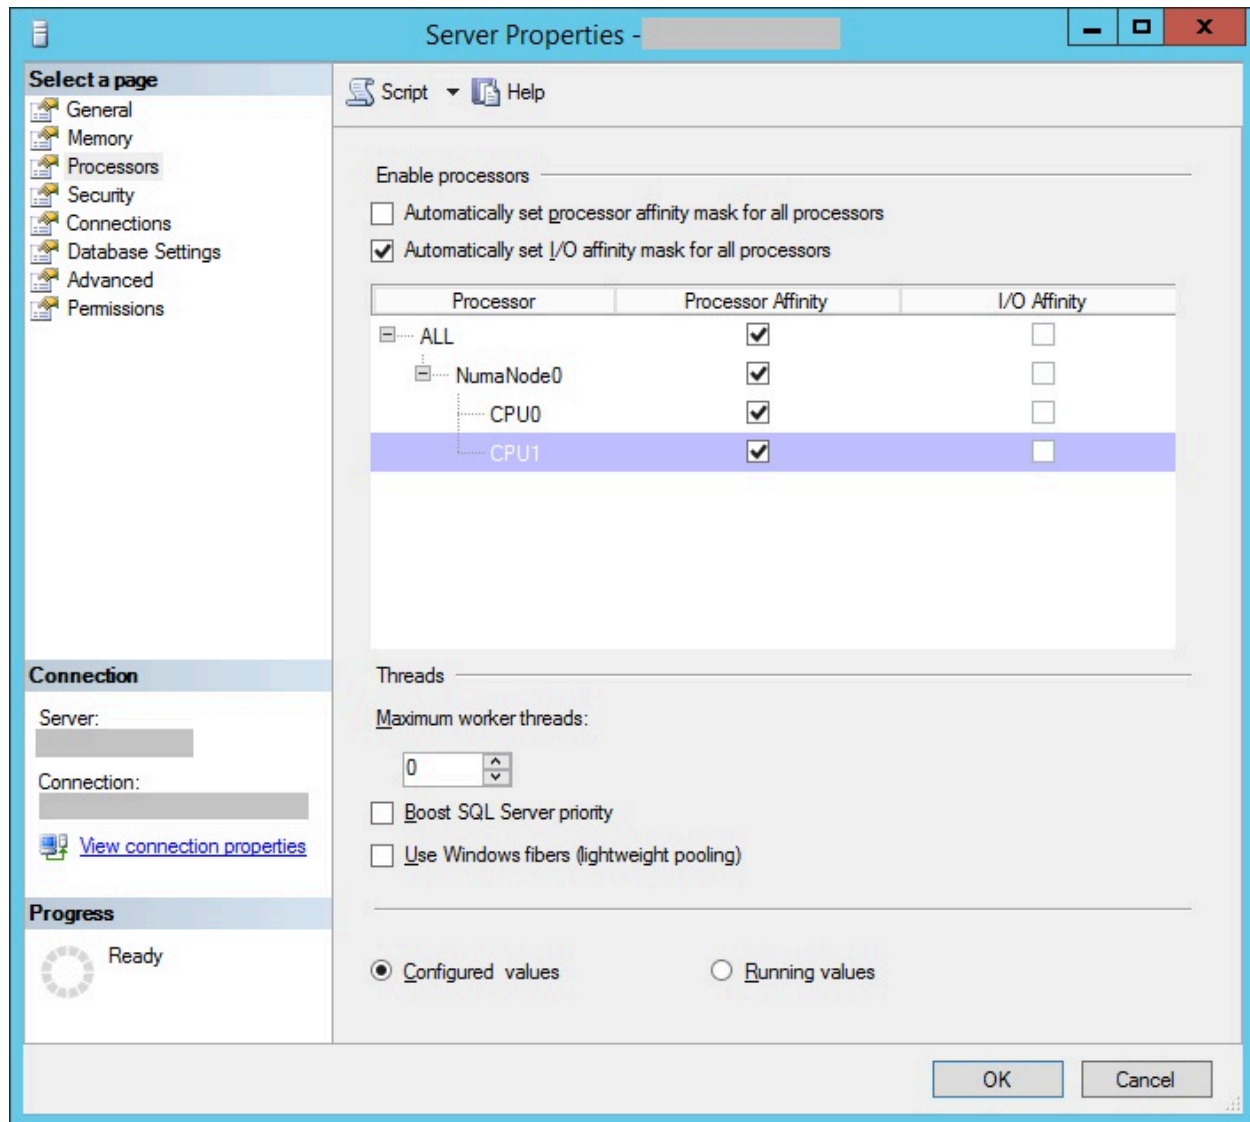 Server Properties -
Select a page
General
Memory
Processors
Security
Connections
Database Settings
Advanced
Permissions
Script
Help
Enable processors
Automatically set processor affinity mask for all processors
Automatically set I/O affinity mask for all processors
Processor Processor Affinity I/O Affinity
ALL
NumaNode0
CPU0
CPU1
Threads
Maximum worker threads:
0
Boost SQL Server priority
Use Windows fibers (lightweight pooling)
Configured values
Running values
Connection
Server:
Connection:
View connection properties
Progress
Ready
OK
Cancel